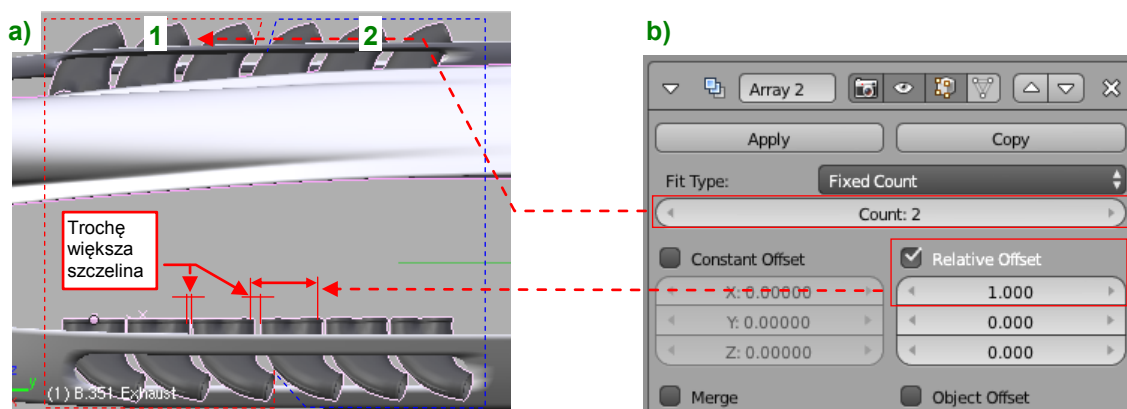 a)
1
2
Trochę
większa
szczelina
z
y
(1) B.351 Exhaust
b)
Array 2
Apply
Copy
Fit Type:
Fixed Count
Count: 2
Constant Offset
Relative Offset
X: 0.00000
1.000
Y: 0.00000
0.000
Z: 0.00000
0.000
Merge
Object Offset